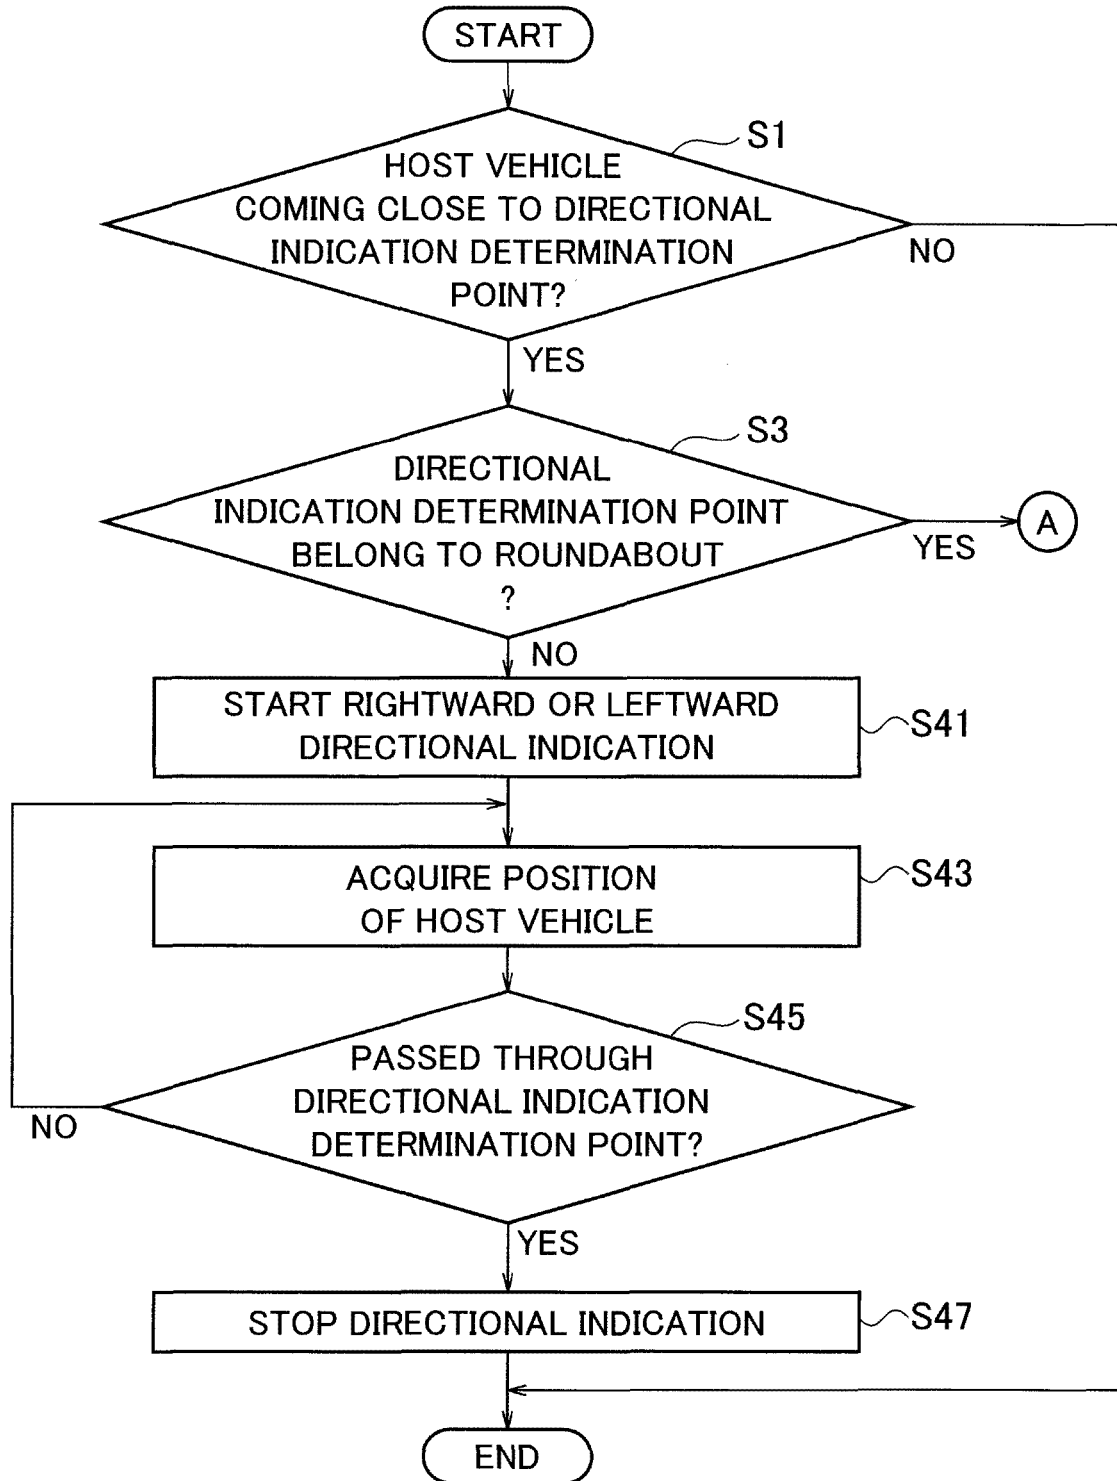 START
S1
HOST VEHICLE
COMING CLOSE TO DIRECTIONAL
INDICATION DETERMINATION
POINT?
NO
YES
S3
DIRECTIONAL
INDICATION DETERMINATION POINT
BELONG TO ROUNDABOUT
?
YES
A
NO
START RIGHTWARD OR LEFTWARD
DIRECTIONAL INDICATION
S41
ACQUIRE POSITION
OF HOST VEHICLE
S43
S45
PASSED THROUGH
DIRECTIONAL INDICATION
DETERMINATION POINT?
NO
YES
STOP DIRECTIONAL INDICATION
S47
END